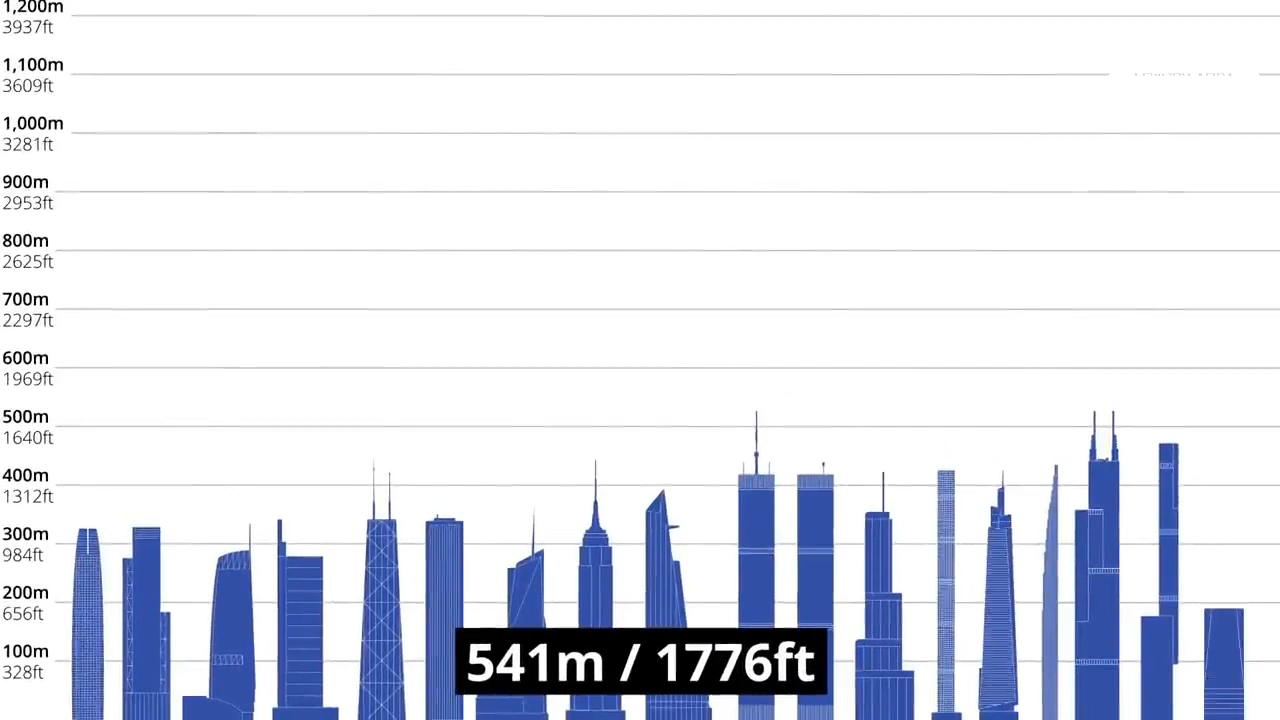 1,200m
3937ft
1,100m
3609ft
1,000m
3281ft
900m
2953ft
800m
2625ft
700m
2297ft
600m
1969ft
500m
1640ft
400m
1312ft
300m
984ft
200m
656ft
100m
328ft
541m / 1776ft